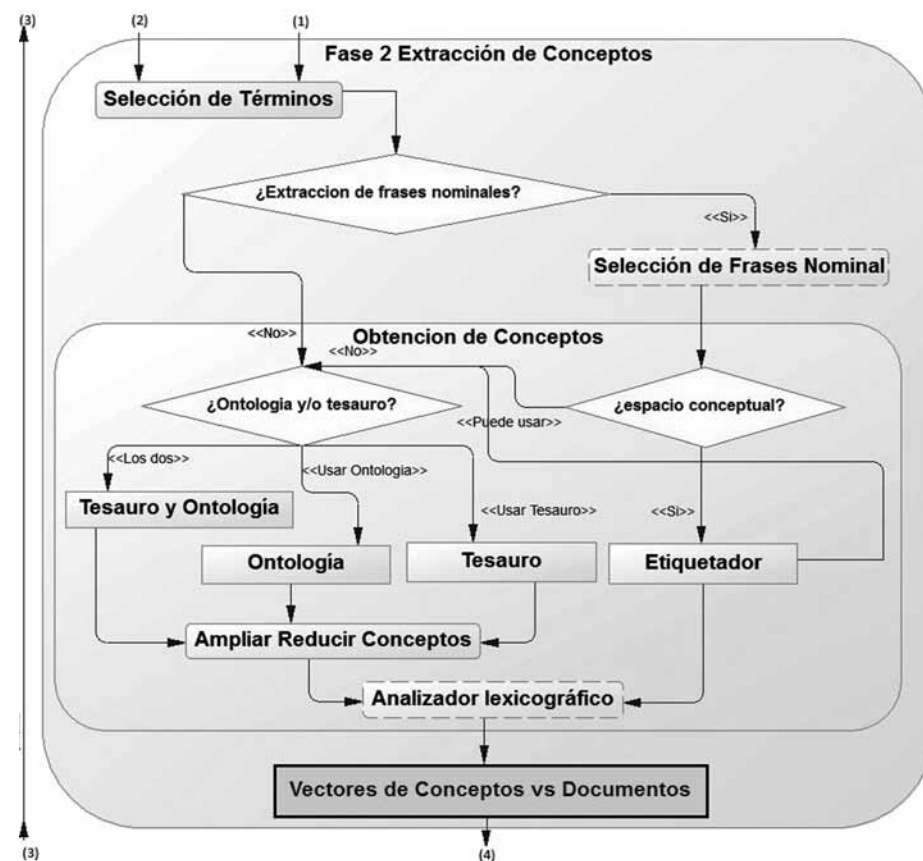 (3)
(2)
(1)
Fase 2 Extracción de Conceptos
Selección de Términos
¿Extraccion de frases nominales?
<<Si>>
Selección de Frases Nominal
<<No>>
Obtencion de Conceptos
<<No>>
¿Ontologia y/o tesauro?
¿espacio conceptual?
<<Puede usar>>
<<Los dos>>
<<Usar Ontologia>>
Tesauro y Ontología
<<Usar Tesauro>>
<<Si>>
Ontología
Tesauro
Etiquetador
Ampliar Reducir Conceptos
Analizador lexicográfico
Vectores de Conceptos vs Documentos
(3)
(4)